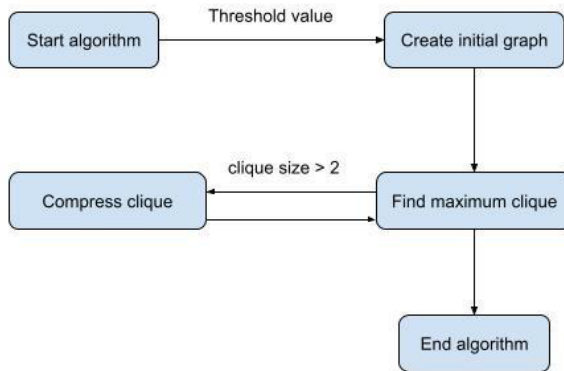 Threshold value
Start algorithm
Create initial graph
clique size > 2
Compress clique
Find maximum clique
End algorithm